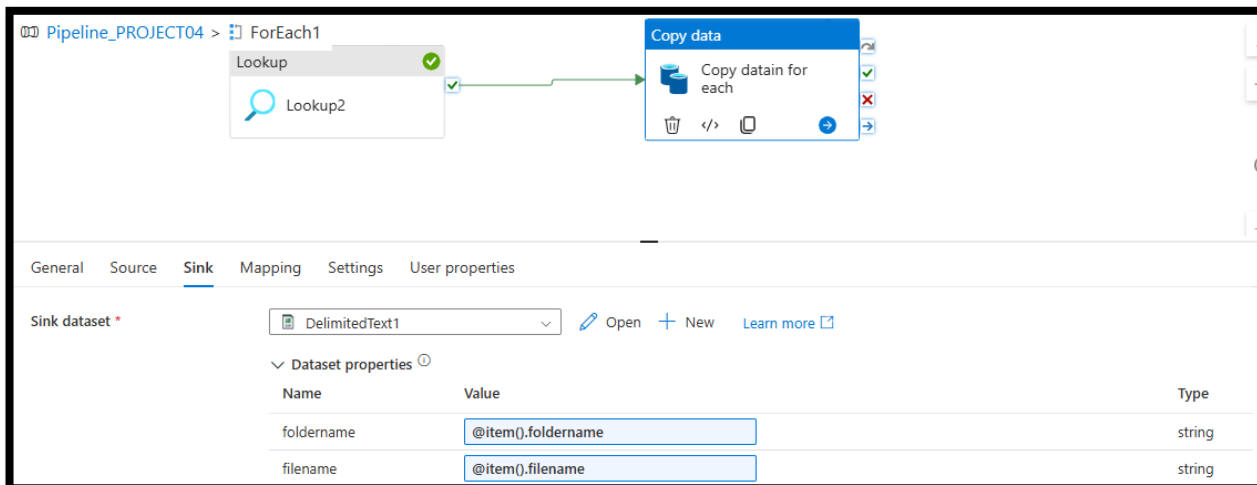 Pipeline_PROJECT04 > ForEach1
Lookup
Lookup2
Copy data
Copy datain for
each
General Source Sink Mapping Settings User properties
Sink dataset *
DelimitedText1
Open
New
Learn more
Dataset properties
Name Value Type
foldername @item().foldername string
filename @item().filename string